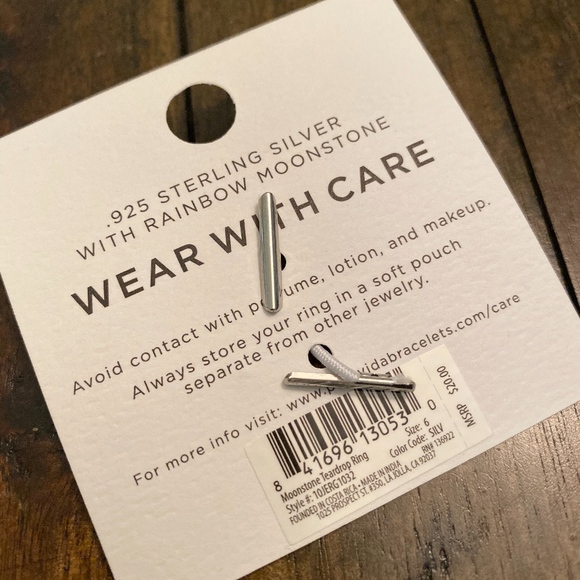 .925 STERLING SILVER
WITH RAINBOW MOONSTONE
WEAR WITH CARE
Avoid contact with perfume, lotion, and makeup.
Always store your ring in a soft pouch
separate from other jewelry.
For more info visit: www.p vidabracelets.com/care
8 41696 13053 0
Moonstone Teardrop Ring
Size: 6
Style #: 10JERG1032
Color Code: SILV
FOUNDED IN COSTA RICA • MADE IN INDIA
RN# 136922
1025 PROSPECT ST. #350, LA JOLLA, CA 92037
MSRP $20.00